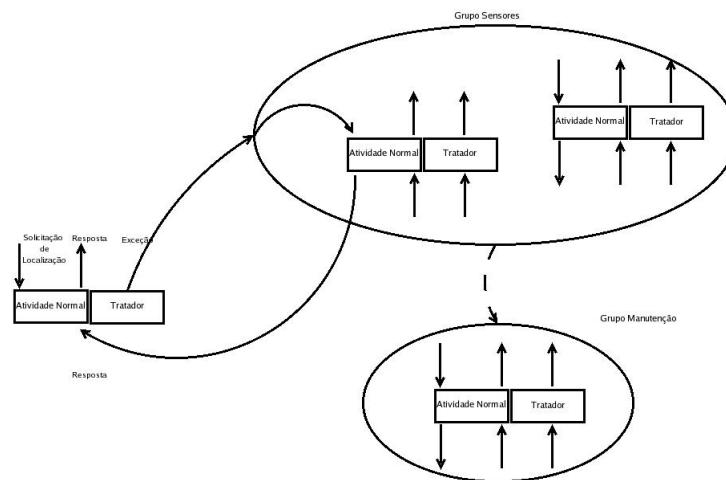 Grupo Sensores
Atividade Normal
Tratador
Atividade Normal
Tratador
Solicitação
de
Localização
Resposta
Exceção
Atividade Normal
Tratador
Resposta
Grupo Manutenção
Atividade Normal
Tratador